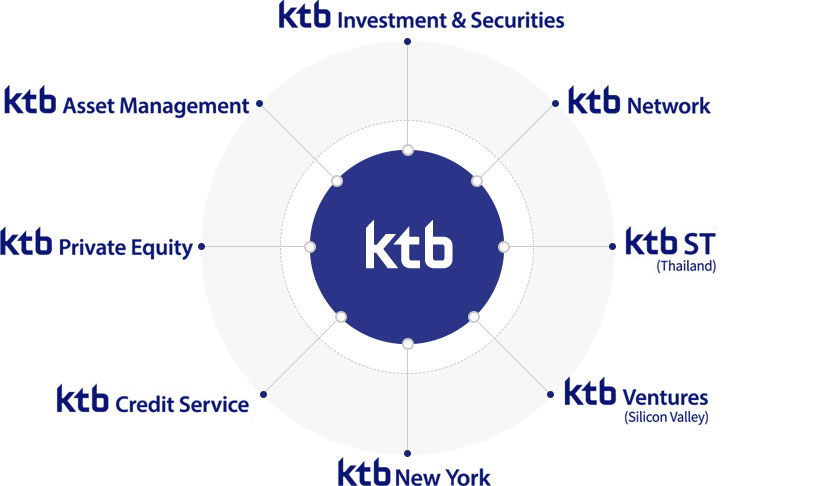 ktb Investment & Securities
ktb Asset Management
ktb Network
ktb Private Equity
ktb
ktb ST
(Thailand)
ktb Credit Service
ktb Ventures
(Silicon Valley)
ktb New York